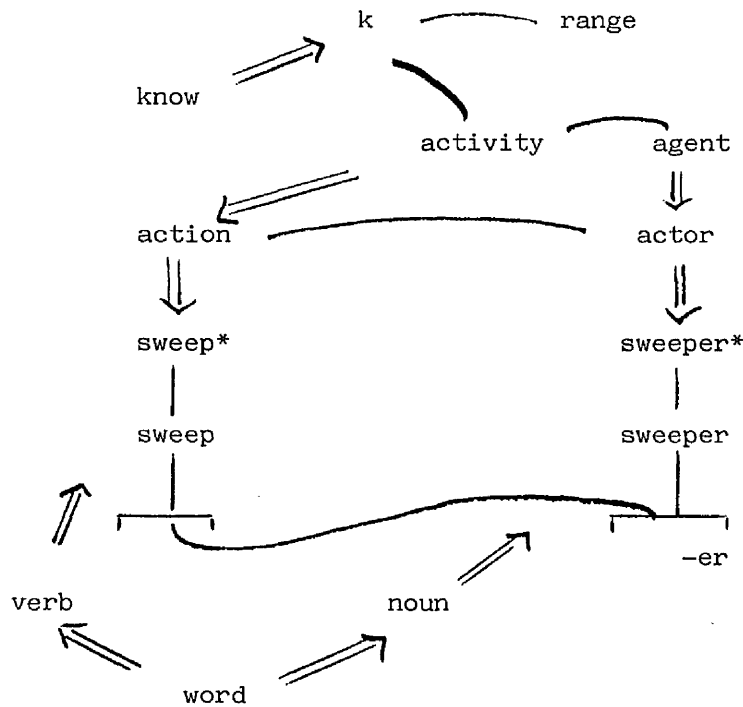 k range
know
activity agent
action actor
sweep* sweeper*
sweep sweeper
-er
verb noun
word